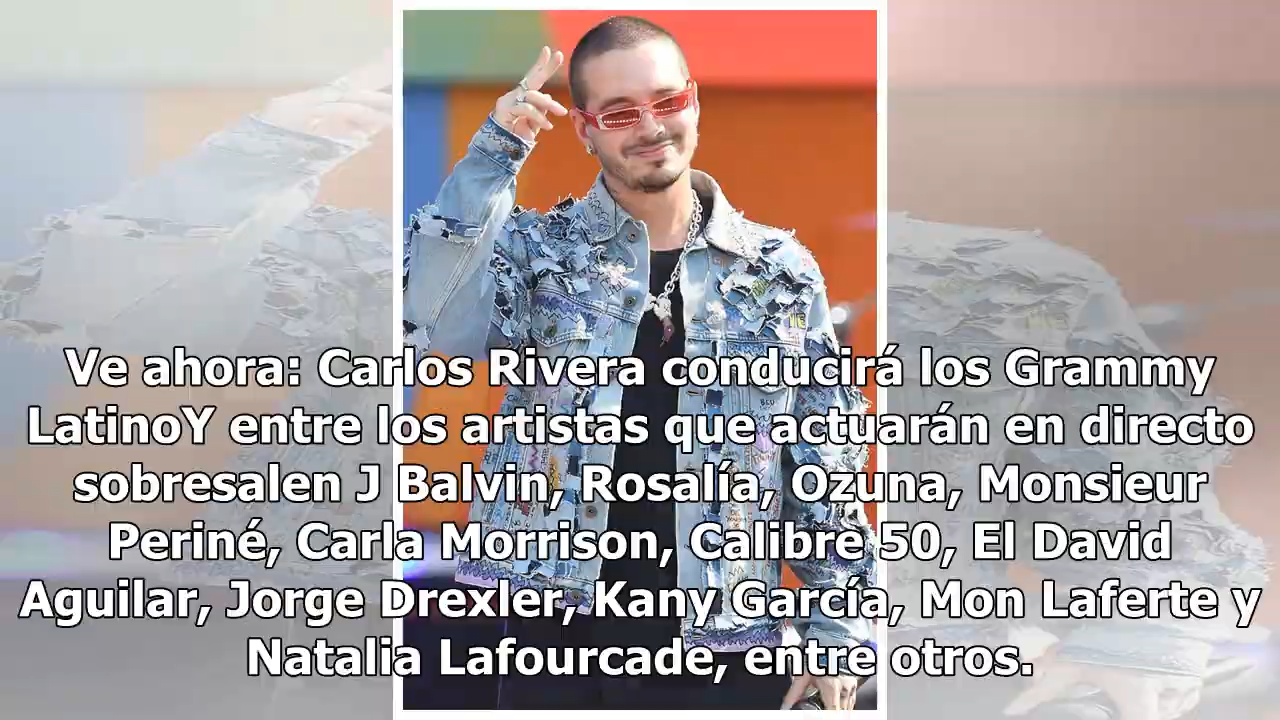 Ve ahora: Carlos Rivera conducirá los Grammy
LatinoY entre los artistas que actuarán en directo
sobresalen J Balvin, Rosalía, Ozuna, Monsieur
Periné, Carla Morrison, Calibre 50, El David
Aguilar, Jorge Drexler, Kany García, Mon Laferte y
Natalia Lafourcade, entre otros.